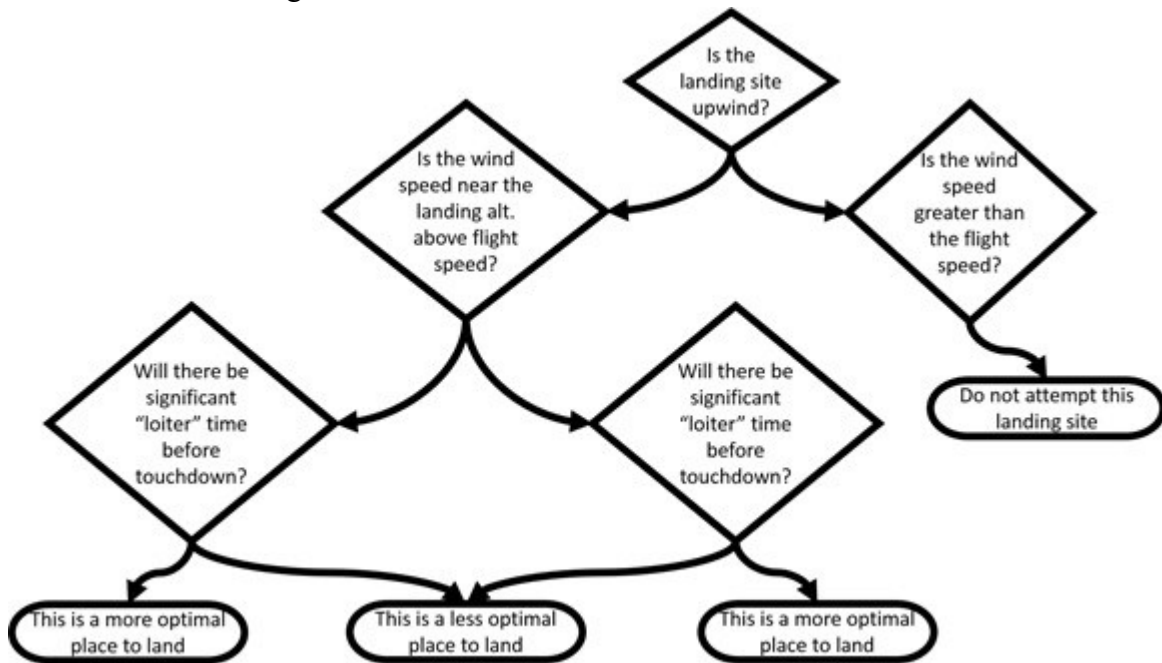 Is the
landing site
upwind?
Is the wind
speed near the
landing alt.
above flight
speed?
Is the wind
speed
greater than
the flight
speed?
Will there be
significant
“loiter” time
before
touchdown?
Will there be
significant
“loiter” time
before
touchdown?
Do not attempt this
landing site
This is a more optimal
place to land
This is a less optimal
place to land
This is a more optimal
place to land